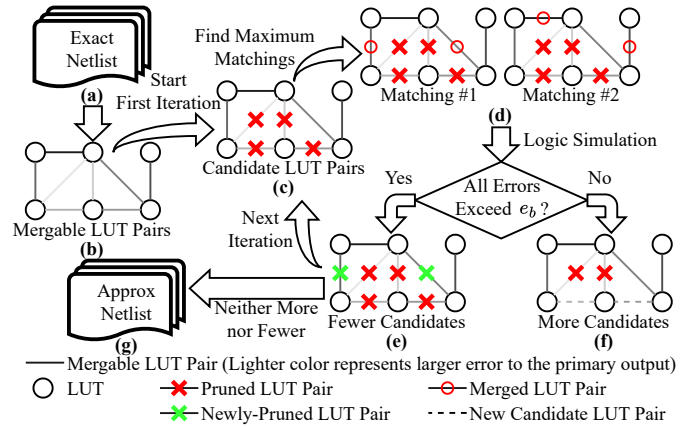 Exact
Netlist
(a)
Start
First Iteration
Find Maximum
Matchings
Matching #1
Matching #2
(d)
Mergable LUT Pairs
(b)
Candidate LUT Pairs
(c)
Logic Simulation
All Errors
Exceed e_b ?
Yes
No
Next
Iteration
Neither More
nor Fewer
Approx
Netlist
(g)
Fewer Candidates
(e)
More Candidates
(f)
Mergable LUT Pair (Lighter color represents larger error to the primary output)
LUT
Pruned LUT Pair
Merged LUT Pair
Newly-Pruned LUT Pair
New Candidate LUT Pair